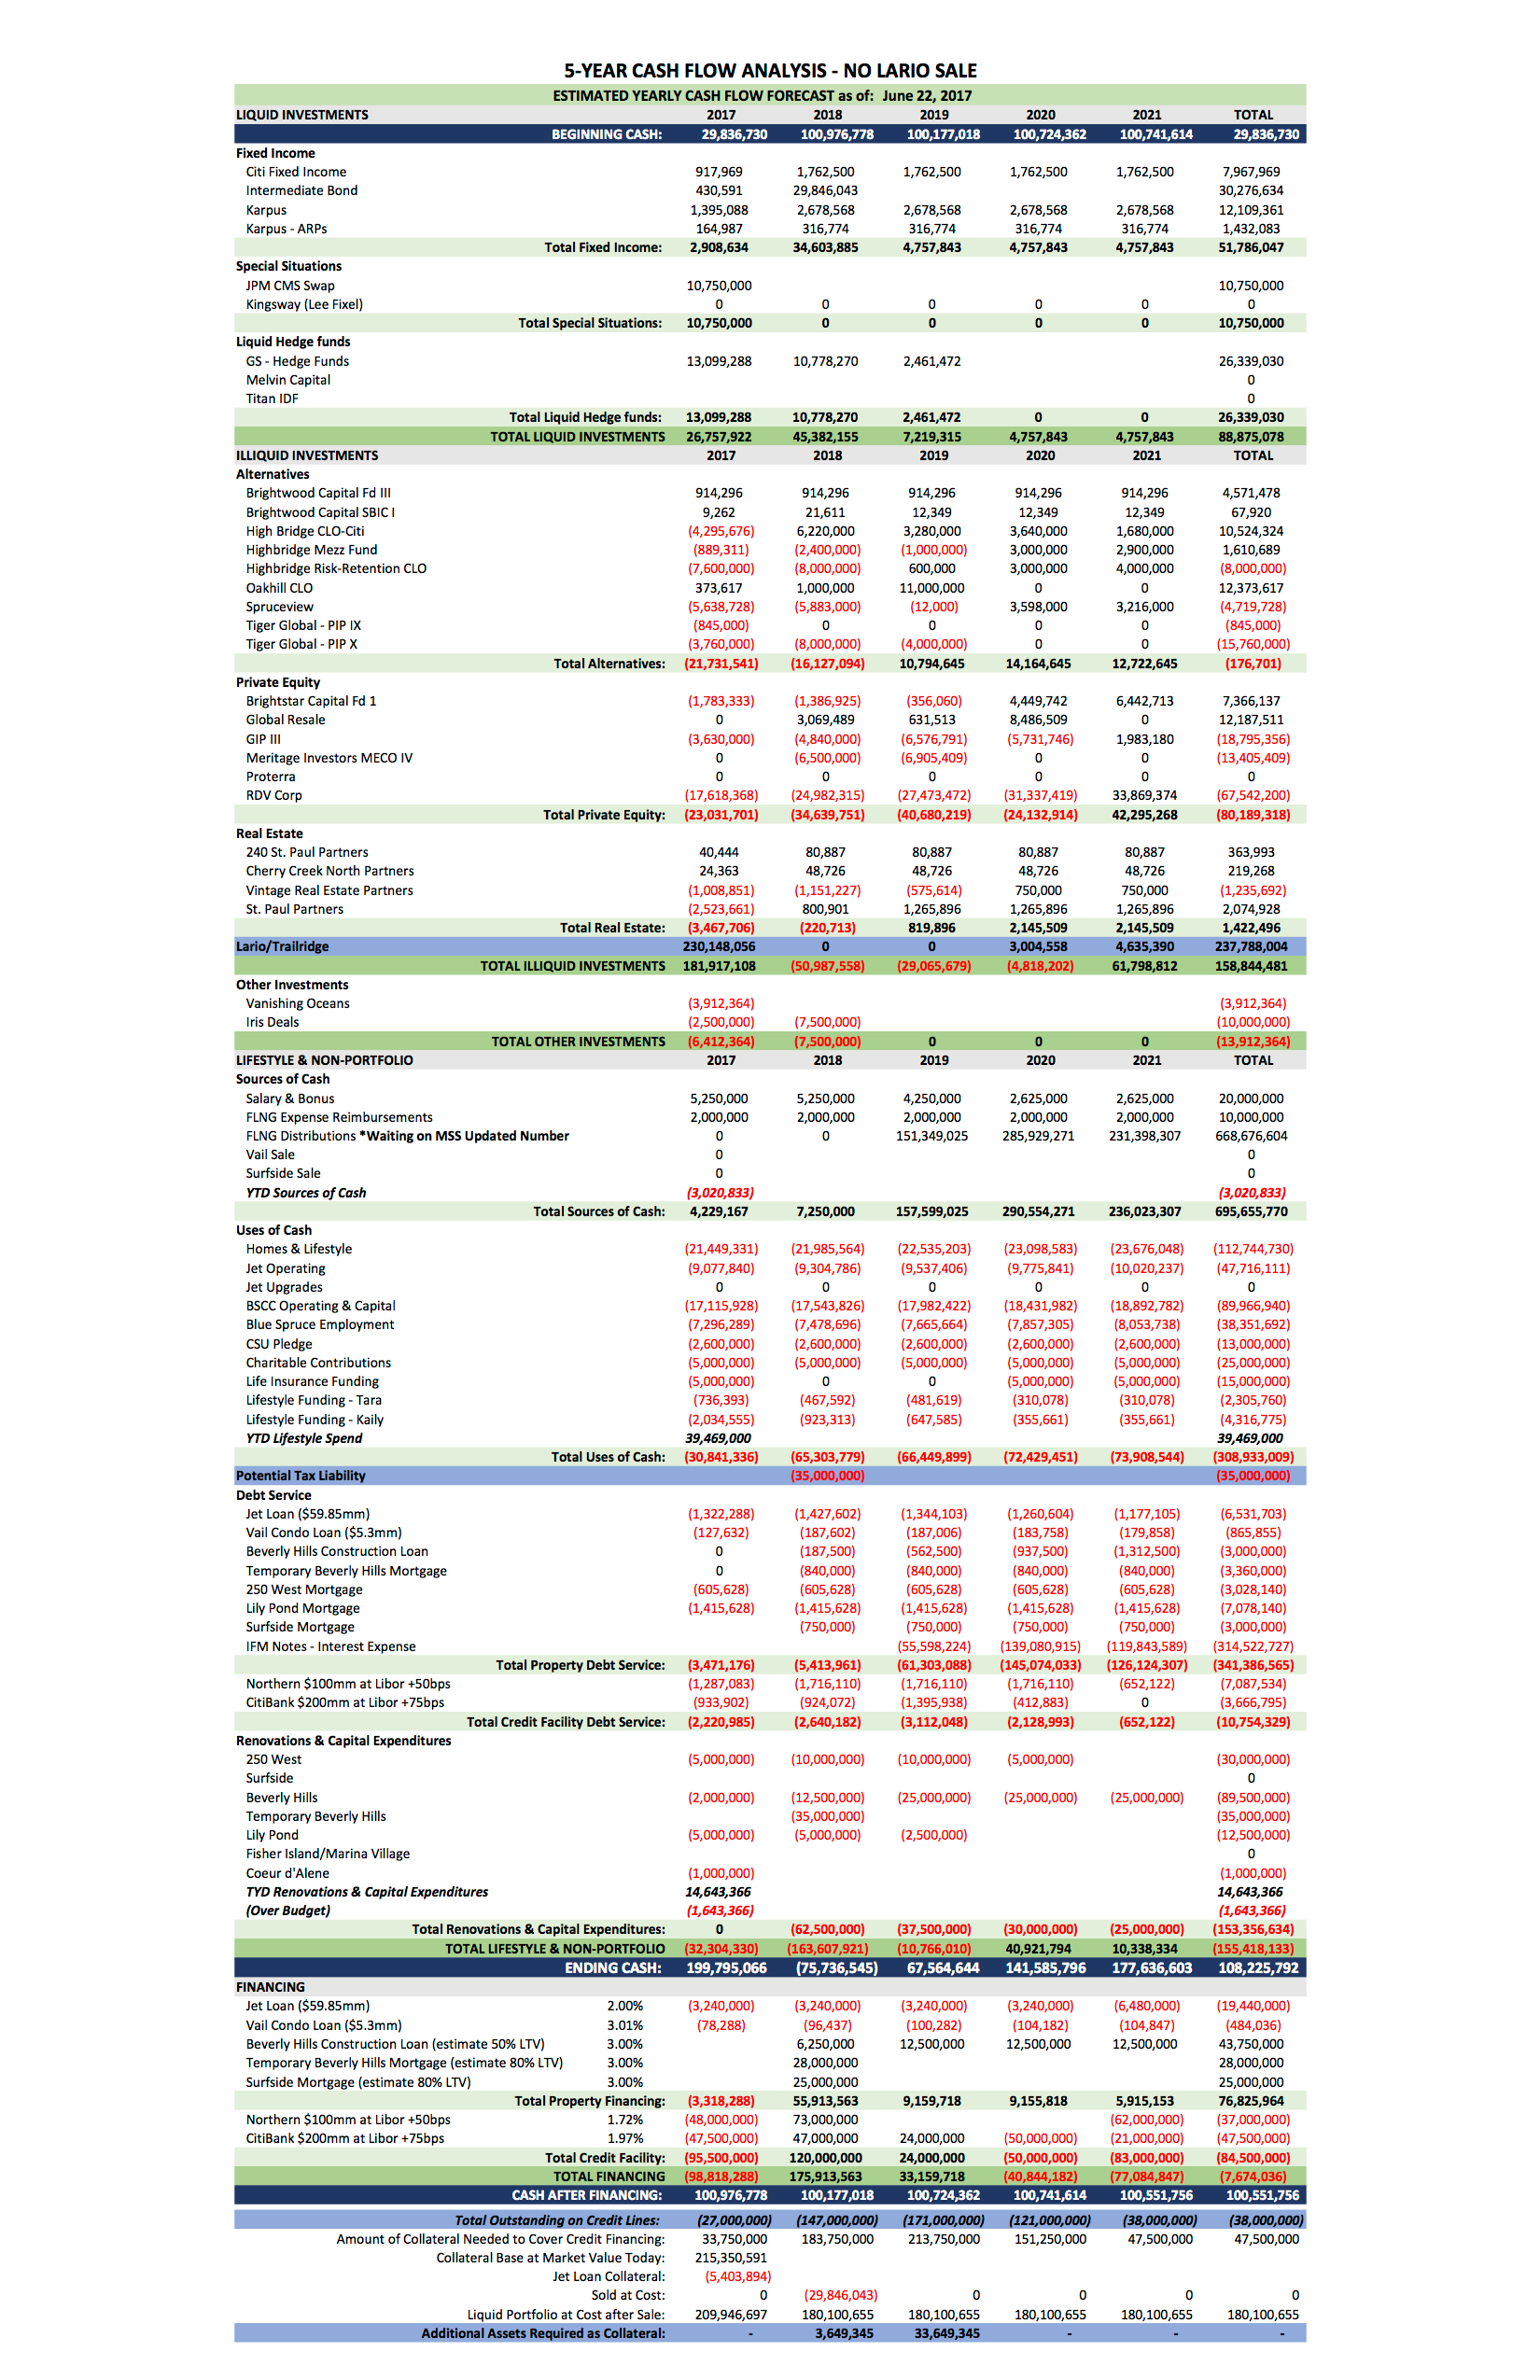 5-YEAR CASH FLOW ANALYSIS - NO LARIO SALE
ESTIMATED YEARLY CASH FLOW FORECAST as of: June 22, 2017
LIQUID INVESTMENTS 2017 2018 2019 2020 2021 TOTAL
BEGINNING CASH: 29,836,730 100,976,778 100,177,018 100,724,362 100,741,614 29,836,730
Fixed Income
Citi Fixed Income 917,969 1,762,500 1,762,500 1,762,500 1,762,500 7,967,969
Intermediate Bond 430,591 29,846,043 30,276,634
Karpus 1,395,088 2,678,568 2,678,568 2,678,568 2,678,568 12,109,361
Karpus - ARPs 164,987 316,774 316,774 316,774 316,774 1,432,083
Total Fixed Income: 2,908,634 34,603,885 4,757,843 4,757,843 4,757,843 51,786,047
Special Situations
JPM CMS Swap 10,750,000 10,750,000
Kingsway (Lee Fixel) 0 0 0 0 0 0
Total Special Situations: 10,750,000 0 0 0 0 10,750,000
Liquid Hedge funds
GS - Hedge Funds 13,099,288 10,778,270 2,461,472 26,339,030
Melvin Capital 0
Titan IDF 0
Total Liquid Hedge funds: 13,099,288 10,778,270 2,461,472 0 0 26,339,030
TOTAL LIQUID INVESTMENTS 26,757,922 45,382,155 7,219,315 4,757,843 4,757,843 88,875,078
ILLIQUID INVESTMENTS 2017 2018 2019 2020 2021 TOTAL
Alternatives
Brightwood Capital Fd III 914,296 914,296 914,296 914,296 914,296 4,571,478
Brightwood Capital SBIC I 9,262 21,611 12,349 12,349 12,349 67,920
High Bridge CLO-Citi (4,295,676) 6,220,000 3,280,000 3,640,000 1,680,000 10,524,324
Highbridge Mezz Fund (889,311) (2,400,000) (1,000,000) 3,000,000 2,900,000 1,610,689
Highbridge Risk-Retention CLO (7,600,000) (8,000,000) 600,000 3,000,000 4,000,000 (8,000,000)
Oakhill CLO 373,617 1,000,000 11,000,000 0 0 12,373,617
Spruceview (5,638,728) (5,883,000) (12,000) 3,598,000 3,216,000 (4,719,728)
Tiger Global - PIP IX (845,000) 0 0 0 0 (845,000)
Tiger Global - PIP X (3,760,000) (8,000,000) (4,000,000) 0 0 (15,760,000)
Total Alternatives: (21,731,541) (16,127,094) 10,794,645 14,164,645 12,722,645 (176,701)
Private Equity
Brightstar Capital Fd 1 (1,783,333) (1,386,925) (356,060) 4,449,742 6,442,713 7,366,137
Global Resale 0 3,069,489 631,513 8,486,509 0 12,187,511
GIP III (3,630,000) (4,840,000) (6,576,791) (5,731,746) 1,983,180 (18,795,356)
Meritage Investors MECO IV 0 (6,500,000) (6,905,409) 0 0 (13,405,409)
Proterra 0 0 0 0 0 0
RDV Corp (17,618,368) (24,982,315) (27,473,472) (31,337,419) 33,869,374 (67,542,200)
Total Private Equity: (23,031,701) (34,639,751) (40,680,219) (24,132,914) 42,295,268 (80,189,318)
Real Estate
240 St. Paul Partners 40,444 80,887 80,887 80,887 80,887 363,993
Cherry Creek North Partners 24,363 48,726 48,726 48,726 48,726 219,268
Vintage Real Estate Partners (1,008,851) (1,151,227) (575,614) 750,000 750,000 (1,235,692)
St. Paul Partners (2,523,661) 800,901 1,265,896 1,265,896 1,265,896 2,074,928
Total Real Estate: (3,467,706) (220,713) 819,896 2,145,509 2,145,509 1,422,496
Lario/Trailridge 230,148,056 0 0 3,004,558 4,635,390 237,788,004
TOTAL ILLIQUID INVESTMENTS 181,917,108 (50,987,558) (29,065,679) (4,818,202) 61,798,812 158,844,481
Other Investments
Vanishing Oceans (3,912,364) (3,912,364)
Iris Deals (2,500,000) (7,500,000) (10,000,000)
TOTAL OTHER INVESTMENTS (6,412,364) (7,500,000) 0 0 0 (13,912,364)
LIFESTYLE & NON-PORTFOLIO 2017 2018 2019 2020 2021 TOTAL
Sources of Cash
Salary & Bonus 5,250,000 5,250,000 4,250,000 2,625,000 2,625,000 20,000,000
FLNG Expense Reimbursements 2,000,000 2,000,000 2,000,000 2,000,000 2,000,000 10,000,000
FLNG Distributions *Waiting on MSS Updated Number 0 0 151,349,025 285,929,271 231,398,307 668,676,604
Vail Sale 0 0
Surfside Sale 0 0
YTD Sources of Cash (3,020,833) (3,020,833)
Total Sources of Cash: 4,229,167 7,250,000 157,599,025 290,554,271 236,023,307 695,655,770
Uses of Cash
Homes & Lifestyle (21,449,331) (21,985,564) (22,535,203) (23,098,583) (23,676,048) (112,744,730)
Jet Operating (9,077,840) (9,304,786) (9,537,406) (9,775,841) (10,020,237) (47,716,111)
Jet Upgrades 0 0 0 0 0 0
BSCC Operating & Capital (17,115,928) (17,543,826) (17,982,422) (18,431,982) (18,892,782) (89,966,940)
Blue Spruce Employment (7,296,289) (7,478,696) (7,665,664) (7,857,305) (8,053,738) (38,351,692)
CSU Pledge (2,600,000) (2,600,000) (2,600,000) (2,600,000) (2,600,000) (13,000,000)
Charitable Contributions (5,000,000) (5,000,000) (5,000,000) (5,000,000) (5,000,000) (25,000,000)
Life Insurance Funding (5,000,000) 0 0 (5,000,000) (5,000,000) (15,000,000)
Lifestyle Funding - Tara (736,393) (467,592) (481,619) (310,078) (310,078) (2,305,760)
Lifestyle Funding - Kaily (2,034,555) (923,313) (647,585) (355,661) (355,661) (4,316,775)
YTD Lifestyle Spend 39,469,000 39,469,000
Total Uses of Cash: (30,841,336) (65,303,779) (66,449,899) (72,429,451) (73,908,544) (308,933,009)
Potential Tax Liability (35,000,000) (35,000,000)
Debt Service
Jet Loan ($59.85mm) (1,322,288) (1,427,602) (1,344,103) (1,260,604) (1,177,105) (6,531,703)
Vail Condo Loan ($5.3mm) (127,632) (187,602) (187,006) (183,758) (179,858) (865,855)
Beverly Hills Construction Loan 0 (187,500) (562,500) (937,500) (1,312,500) (3,000,000)
Temporary Beverly Hills Mortgage 0 (840,000) (840,000) (840,000) (840,000) (3,360,000)
250 West Mortgage (605,628) (605,628) (605,628) (605,628) (605,628) (3,028,140)
Lily Pond Mortgage (1,415,628) (1,415,628) (1,415,628) (1,415,628) (1,415,628) (7,078,140)
Surfside Mortgage (750,000) (750,000) (750,000) (750,000) (3,000,000)
IFM Notes - Interest Expense (55,598,224) (139,080,915) (119,843,589) (314,522,727)
Total Property Debt Service: (3,471,176) (5,413,961) (61,303,088) (145,074,033) (126,124,307) (341,386,565)
Northern $100mm at Libor +50bps (1,287,083) (1,716,110) (1,716,110) (1,716,110) (652,122) (7,087,534)
CitiBank $200mm at Libor +75bps (933,902) (924,072) (1,395,938) (412,883) 0 (3,666,795)
Total Credit Facility Debt Service: (2,220,985) (2,640,182) (3,112,048) (2,128,993) (652,122) (10,754,329)
Renovations & Capital Expenditures
250 West (5,000,000) (10,000,000) (10,000,000) (5,000,000) (30,000,000)
Surfside 0
Beverly Hills (2,000,000) (12,500,000) (25,000,000) (25,000,000) (25,000,000) (89,500,000)
Temporary Beverly Hills (35,000,000) (35,000,000)
Lily Pond (5,000,000) (5,000,000) (2,500,000) (12,500,000)
Fisher Island/Marina Village 0
Coeur d'Alene (1,000,000) (1,000,000)
TYD Renovations & Capital Expenditures 14,643,366 14,643,366
(Over Budget) (1,643,366) (1,643,366)
Total Renovations & Capital Expenditures: 0 (62,500,000) (37,500,000) (30,000,000) (25,000,000) (153,356,634)
TOTAL LIFESTYLE & NON-PORTFOLIO (32,304,330) (163,607,921) (10,766,010) 40,921,794 10,338,334 (155,418,133)
ENDING CASH: 199,795,066 (75,736,545) 67,564,644 141,585,796 177,636,603 108,225,792
FINANCING
Jet Loan ($59.85mm) 2.00% (3,240,000) (3,240,000) (3,240,000) (3,240,000) (6,480,000) (19,440,000)
Vail Condo Loan ($5.3mm) 3.01% (78,288) (96,437) (100,282) (104,182) (104,847) (484,036)
Beverly Hills Construction Loan (estimate 50% LTV) 3.00% 6,250,000 12,500,000 12,500,000 12,500,000 43,750,000
Temporary Beverly Hills Mortgage (estimate 80% LTV) 3.00% 28,000,000 28,000,000
Surfside Mortgage (estimate 80% LTV) 3.00% 25,000,000 25,000,000
Total Property Financing: (3,318,288) 55,913,563 9,159,718 9,155,818 5,915,153 76,825,964
Northern $100mm at Libor +50bps 1.72% (48,000,000) 73,000,000 (62,000,000) (37,000,000)
CitiBank $200mm at Libor +75bps 1.97% (47,500,000) 47,000,000 24,000,000 (50,000,000) (21,000,000) (47,500,000)
Total Credit Facility: (95,500,000) 120,000,000 24,000,000 (50,000,000) (83,000,000) (84,500,000)
TOTAL FINANCING (98,818,288) 175,913,563 33,159,718 (40,844,182) (77,084,847) (7,674,036)
CASH AFTER FINANCING: 100,976,778 100,177,018 100,724,362 100,741,614 100,551,756 100,551,756
Total Outstanding on Credit Lines: (27,000,000) (147,000,000) (171,000,000) (121,000,000) (38,000,000) (38,000,000)
Amount of Collateral Needed to Cover Credit Financing: 33,750,000 183,750,000 213,750,000 151,250,000 47,500,000 47,500,000
Collateral Base at Market Value Today: 215,350,591
Jet Loan Collateral: (5,403,894)
Sold at Cost: 0 (29,846,043) 0 0 0 0
Liquid Portfolio at Cost after Sale: 209,946,697 180,100,655 180,100,655 180,100,655 180,100,655 180,100,655
Additional Assets Required as Collateral: - 3,649,345 33,649,345 - - -